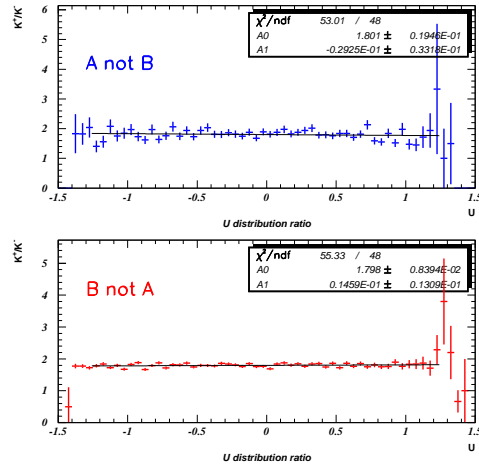 K⁺/K⁻
χ²/ndf 53.01 / 48
A0 1.801 ± 0.1946E-01
A1 -0.2925E-01 ± 0.3318E-01
A not B
6
5
4
3
2
1
0
-1.5 -1 -0.5 0 0.5 1 1.5
U
U distribution ratio
K⁺/K⁻
χ²/ndf 55.33 / 48
A0 1.798 ± 0.8394E-02
A1 0.1459E-01 ± 0.1309E-01
B not A
5
4
3
2
1
0
-1.5 -1 -0.5 0 0.5 1 1.5
U
U distribution ratio